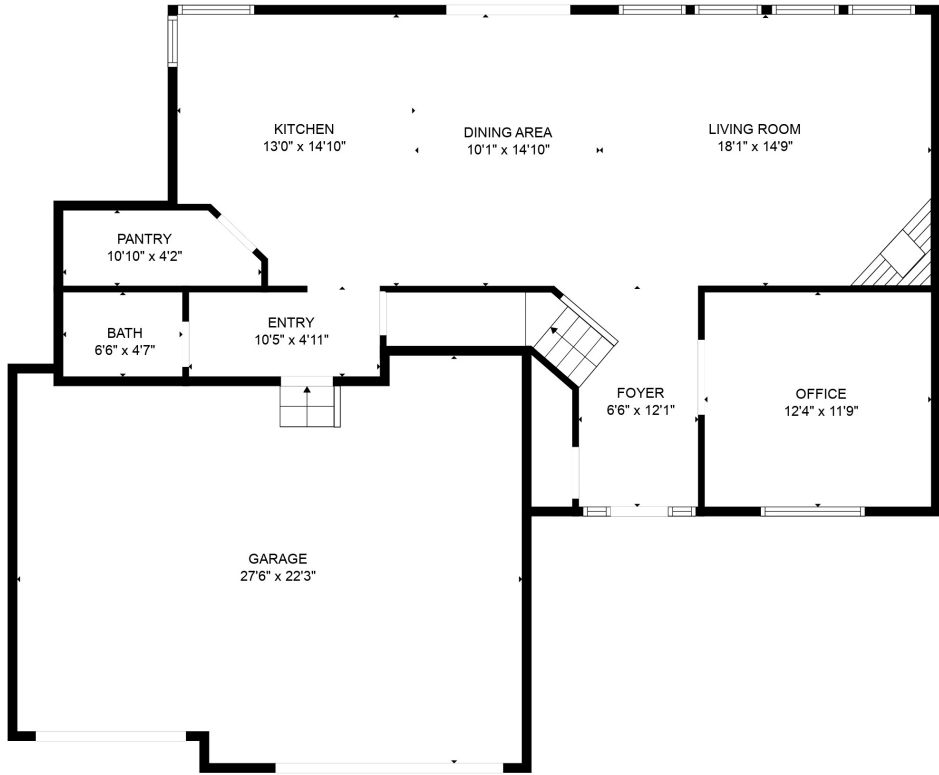 KITCHEN
13'0" x 14'10"
DINING AREA
10'1" x 14'10"
LIVING ROOM
18'1" x 14'9"
PANTRY
10'10" x 4'2"
BATH
6'6" x 4'7"
ENTRY
10'5" x 4'11"
FOYER
6'6" x 12'1"
OFFICE
12'4" x 11'9"
GARAGE
27'6" x 22'3"